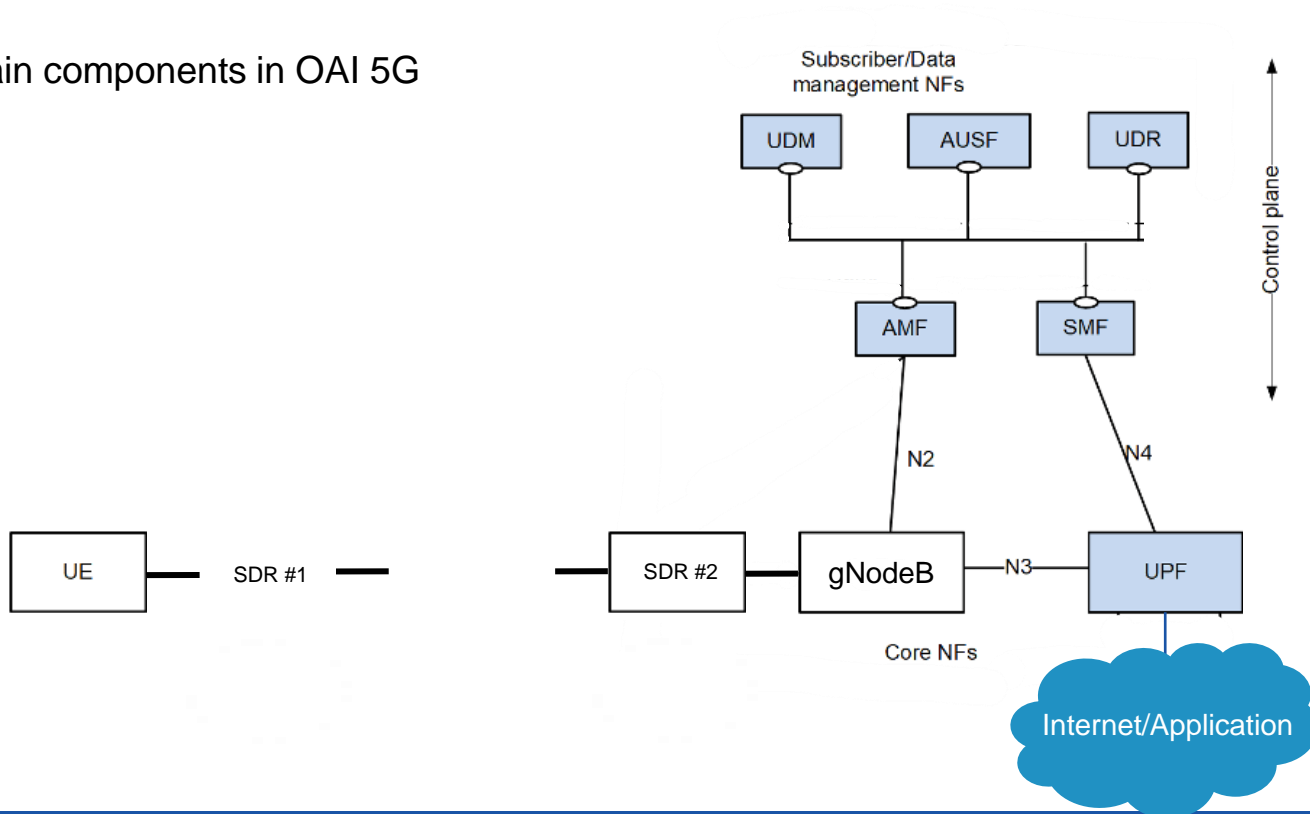 ain components in OAI 5G
Subscriber/Data
management NFs
UDM
AUSF
UDR
Control plane
AMF
SMF
N2
N4
UE
SDR #1
SDR #2
gNodeB
N3
UPF
Core NFs
Internet/Application